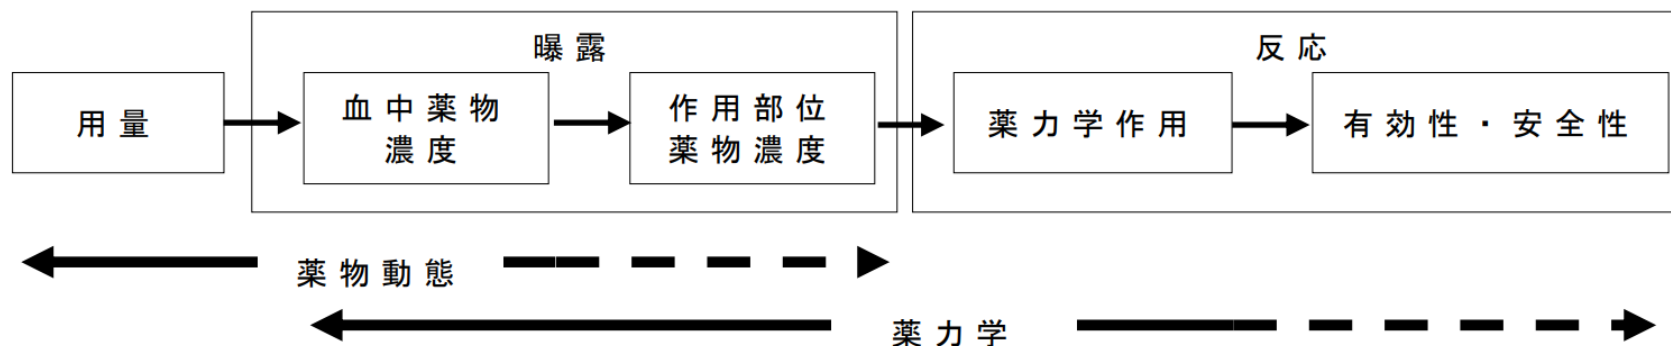 曝露
反応
用量
血中薬物
濃度
作用部位
薬物濃度
薬力学作用
有効性・安全性
薬物動態
薬力学